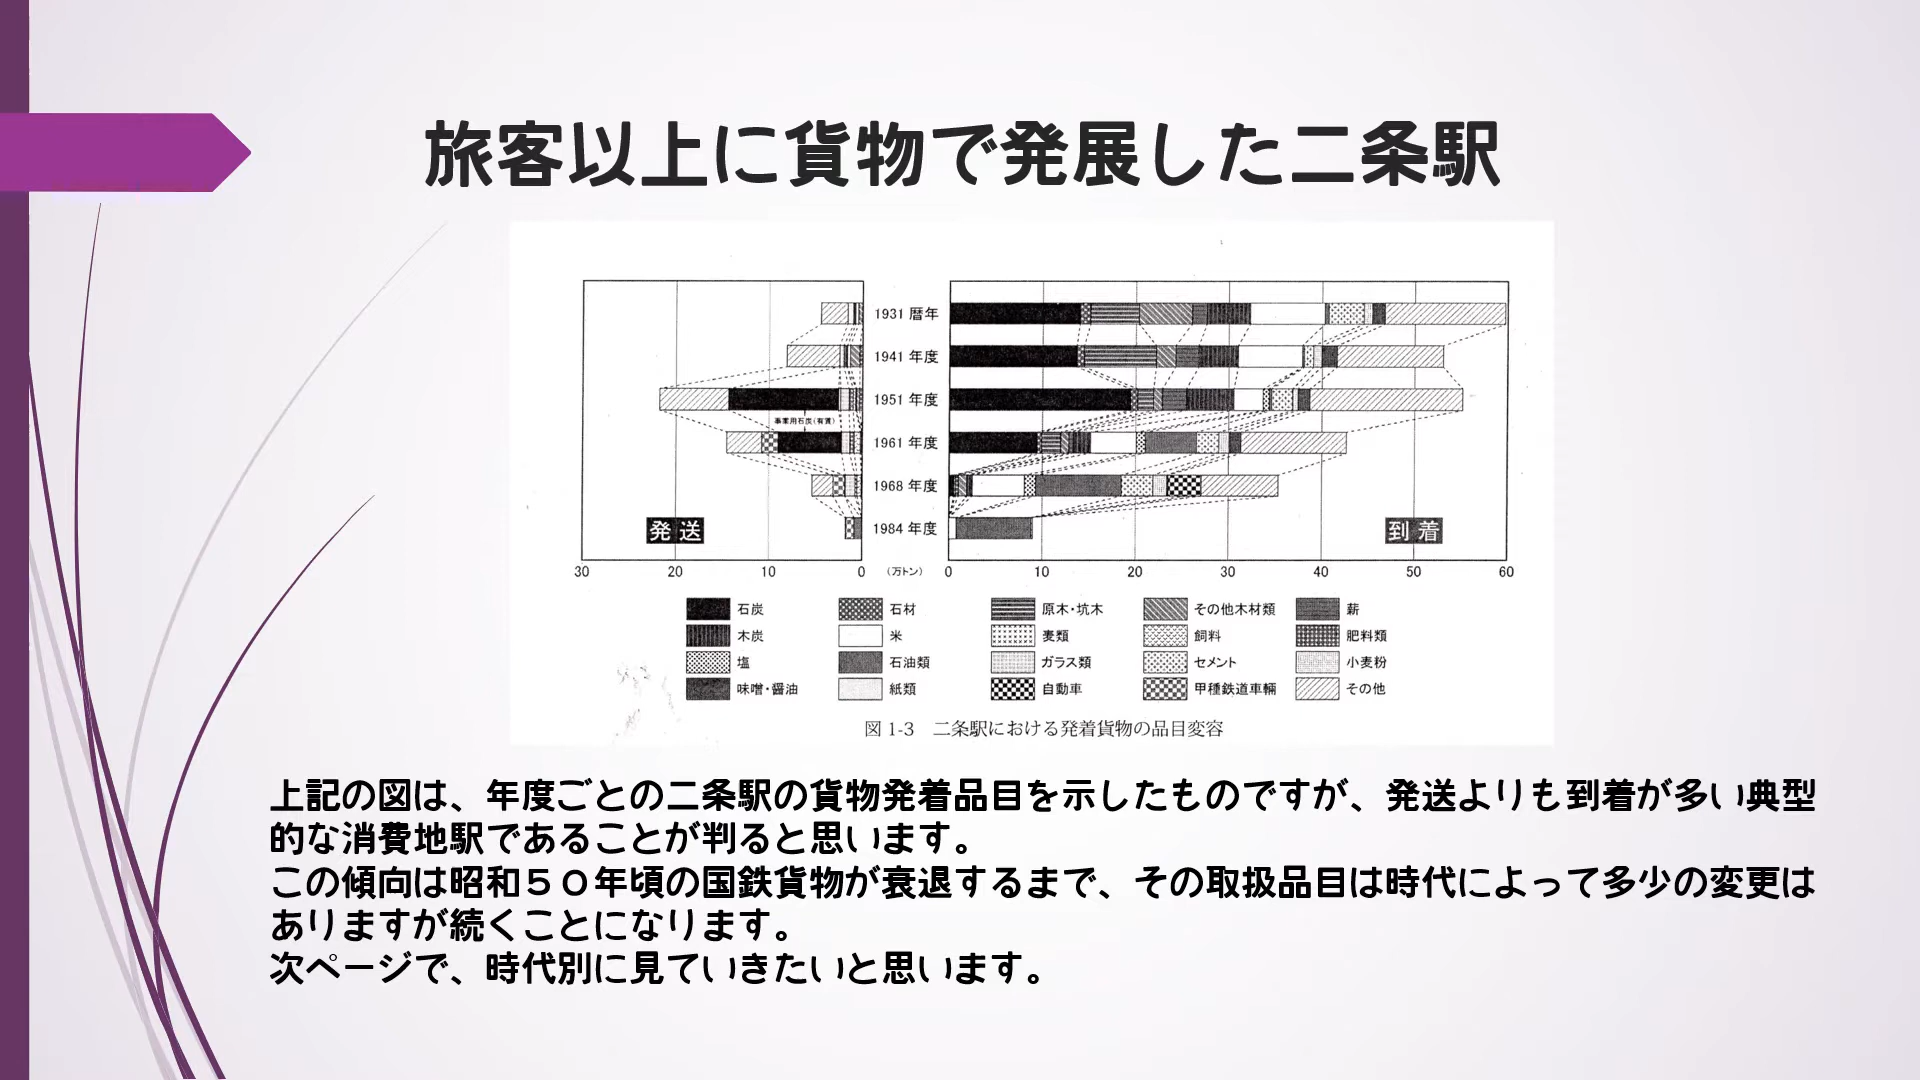 旅客以上に貨物で発展した二条駅
1931 暦年
1941 年度
1951 年度
事業用石炭(有賃)
1961 年度
1968 年度
1984 年度
発送
到着
30 20 10 0 (万トン) 0 10 20 30 40 50 60
石炭 石材 原木・坑木 その他木材類 薪
木炭 米 麦類 飼料 肥料類
塩 石油類 ガラス類 セメント 小麦粉
味噌・醤油 紙類 自動車 甲種鉄道車輛 その他
図 1-3 二条駅における発着貨物の品目変容
上記の図は、年度ごとの二条駅の貨物発着品目を示したものですが、発送よりも到着が多い典型
的な消費地駅であることが判ると思います。
この傾向は昭和５０年頃の国鉄貨物が衰退するまで、その取扱品目は時代によって多少の変更は
ありますが続くことになります。
次ページで、時代別に見ていきたいと思います。